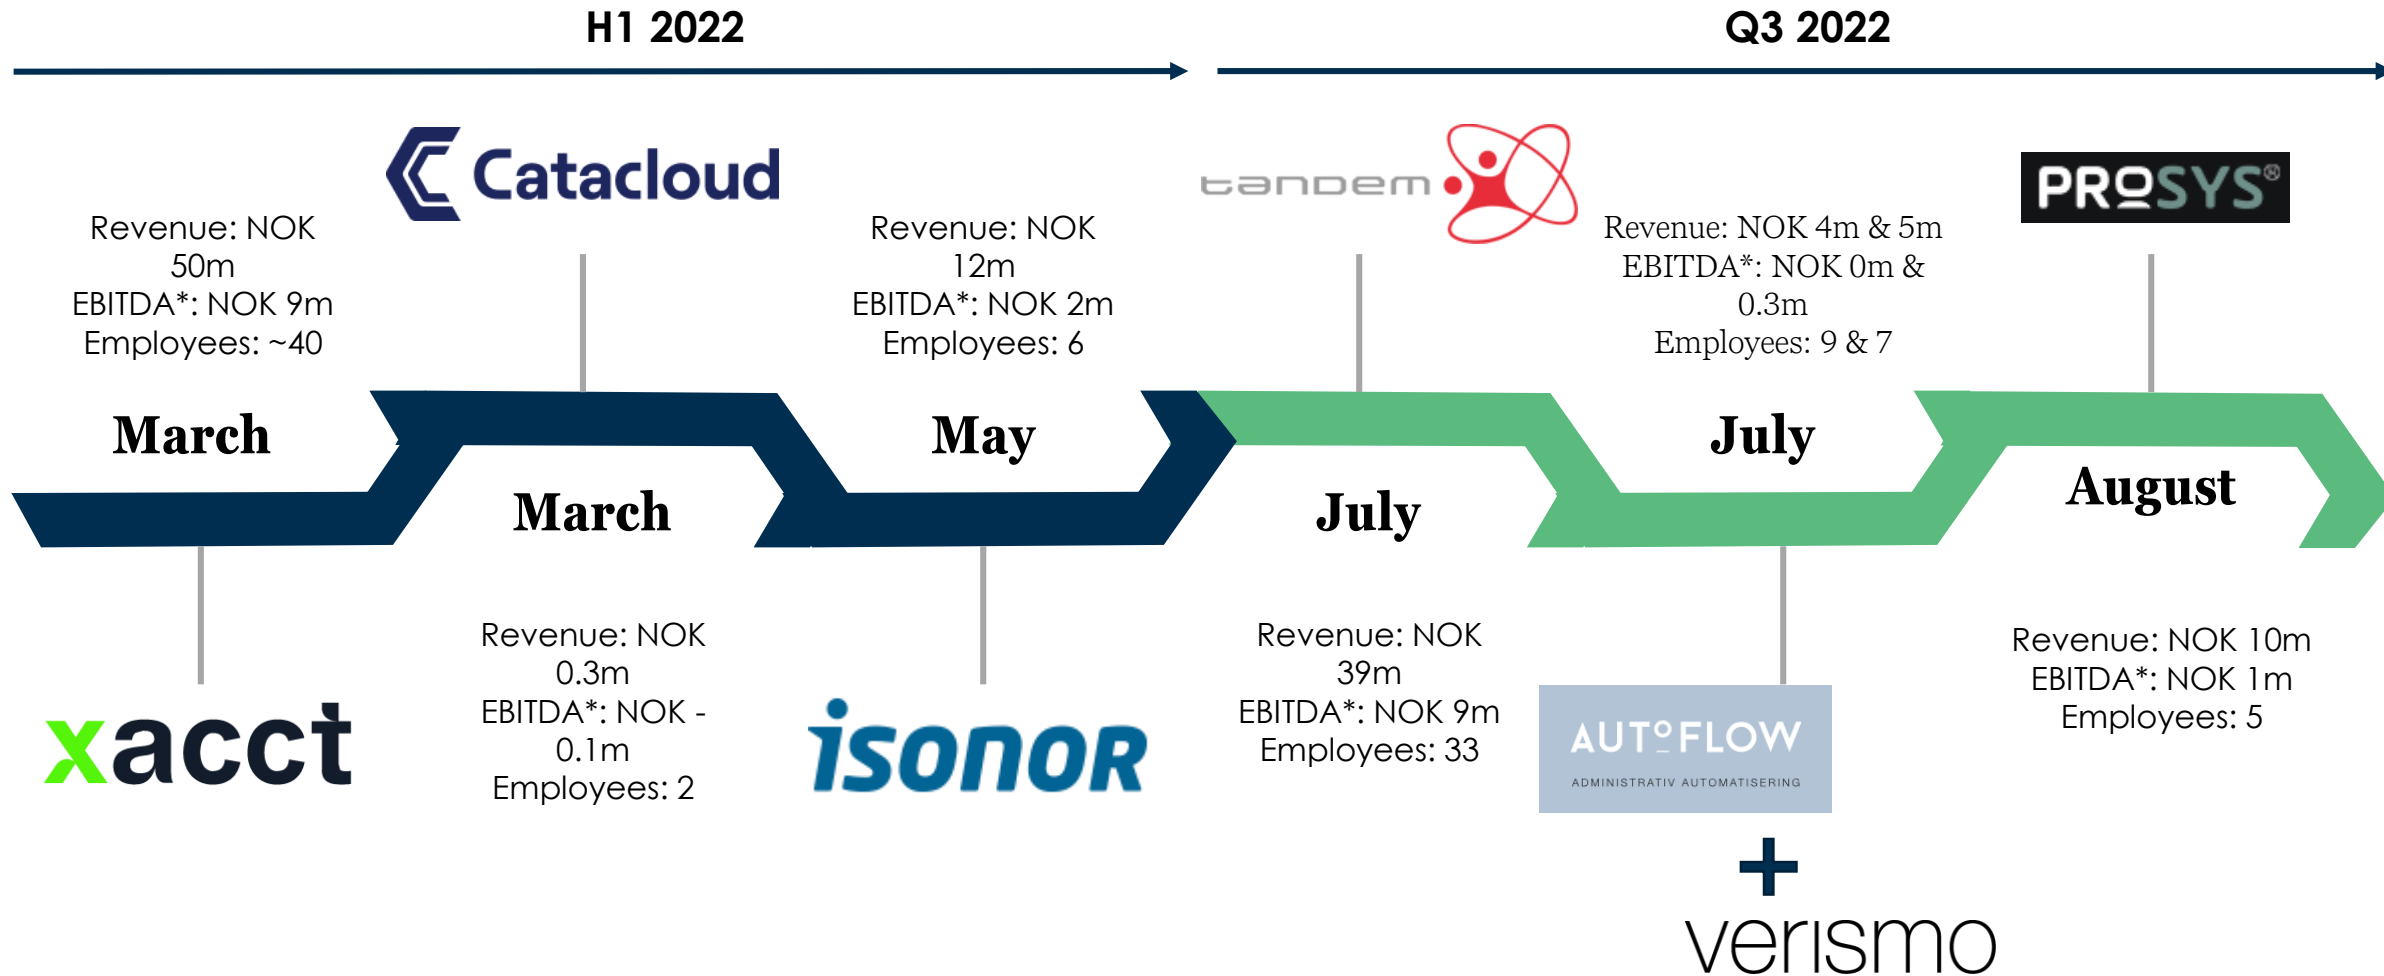 H1 2022
Q3 2022
Catacloud
tandem
PROSYS®
Revenue: NOK
50m
EBITDA*: NOK 9m
Employees: ~40
Revenue: NOK
12m
EBITDA*: NOK 2m
Employees: 6
Revenue: NOK 4m & 5m
EBITDA*: NOK 0m &
0.3m
Employees: 9 & 7
March
March
May
July
July
August
xacct
Revenue: NOK
0.3m
EBITDA*: NOK -
0.1m
Employees: 2
isonor
Revenue: NOK
39m
EBITDA*: NOK 9m
Employees: 33
AUTOFLOW
ADMINISTRATIV AUTOMATISERING
+
verismo
Revenue: NOK 10m
EBITDA*: NOK 1m
Employees: 5